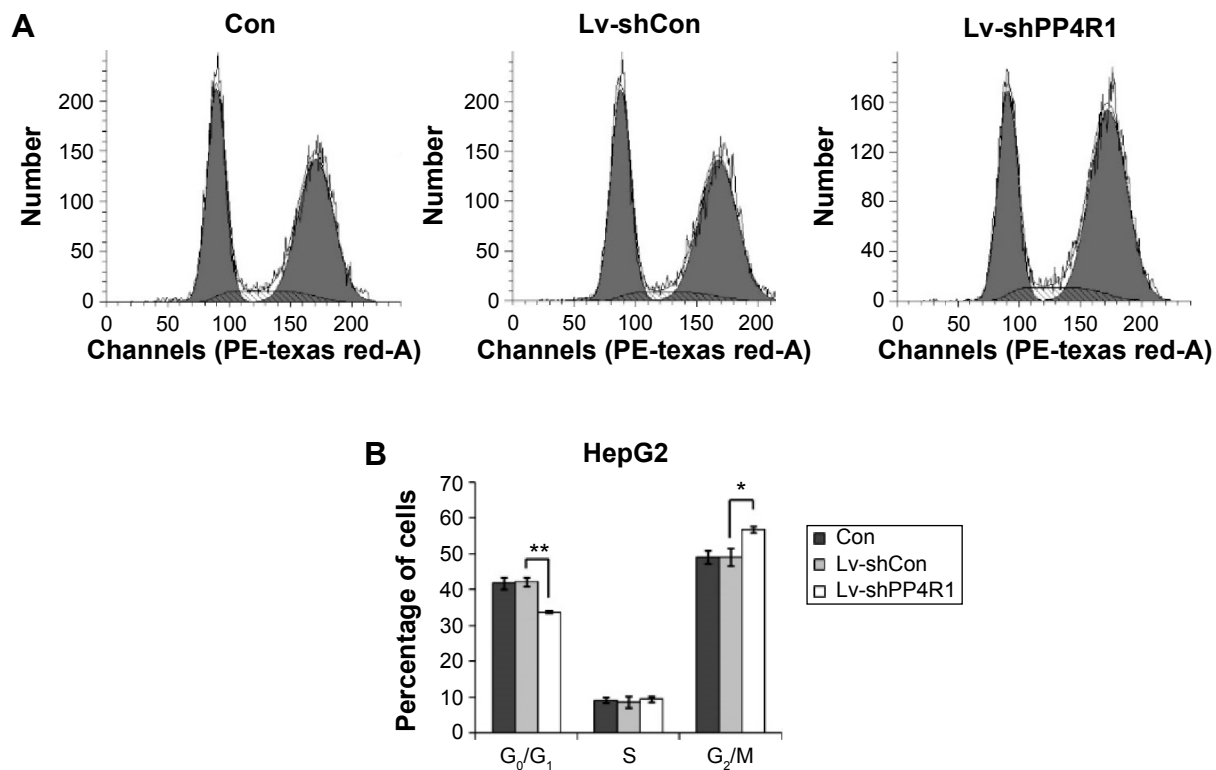 A
Con
Lv-shCon
Lv-shPP4R1
Number
200
150
100
50
0
0 50 100 150 200
Channels (PE-texas red-A)
Number
200
150
100
50
0
0 50 100 150 200
Channels (PE-texas red-A)
Number
160
120
80
40
0
0 50 100 150 200
Channels (PE-texas red-A)
B
HepG2
Percentage of cells
70
60
50
40
30
20
10
0
**
*
G₀/G₁
S
G₂/M
Con
Lv-shCon
Lv-shPP4R1